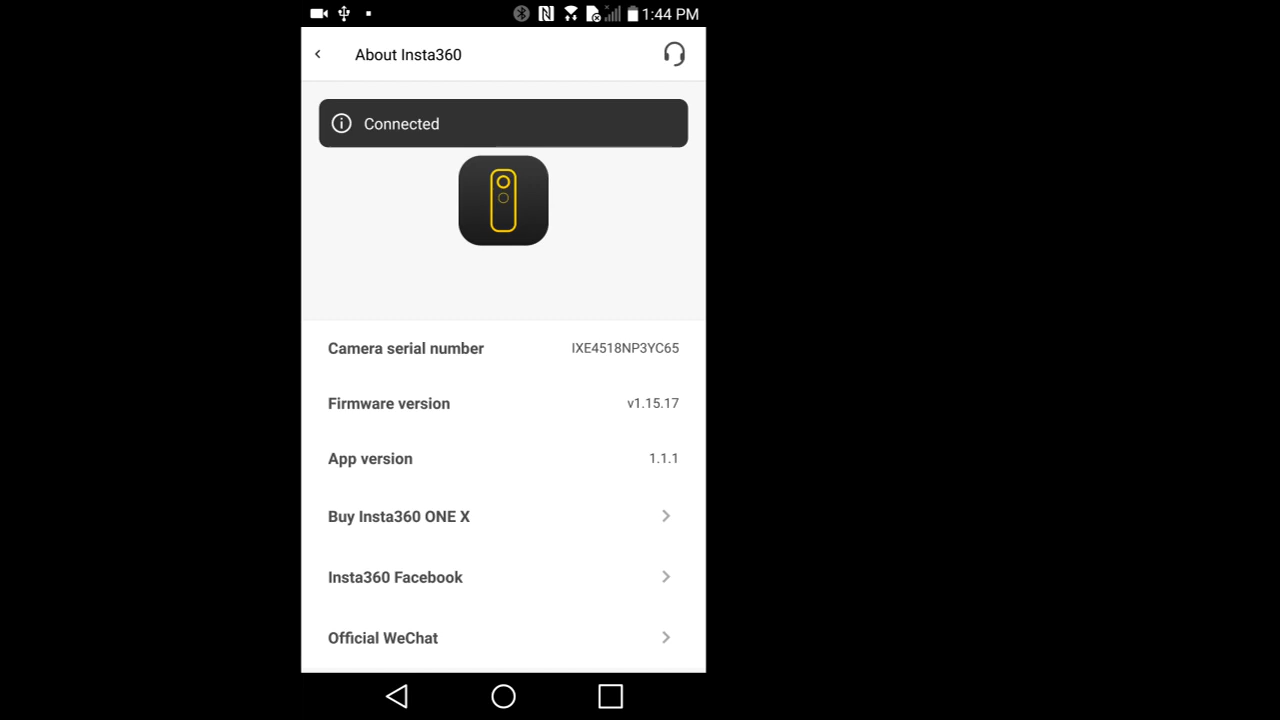 1:44 PM
About Insta360
Connected
Camera serial number IXE4518NP3YC65
Firmware version v1.15.17
App version 1.1.1
Buy Insta360 ONE X
Insta360 Facebook
Official WeChat